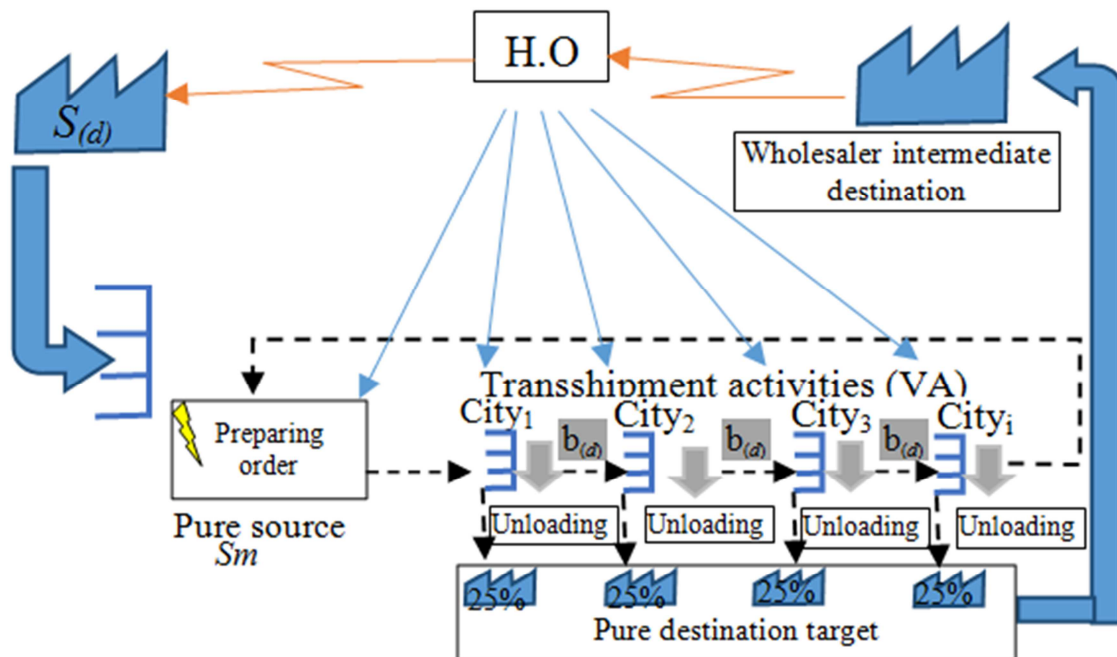 H.O
S(d)
Wholesaler intermediate
destination
Transshipment activities (VA)
City1
City2
City3
Cityi
b(d)
b(d)
b(d)
Preparing
order
Unloading
Unloading
Unloading
Unloading
Pure source
Sm
25%
25%
25%
25%
Pure destination target